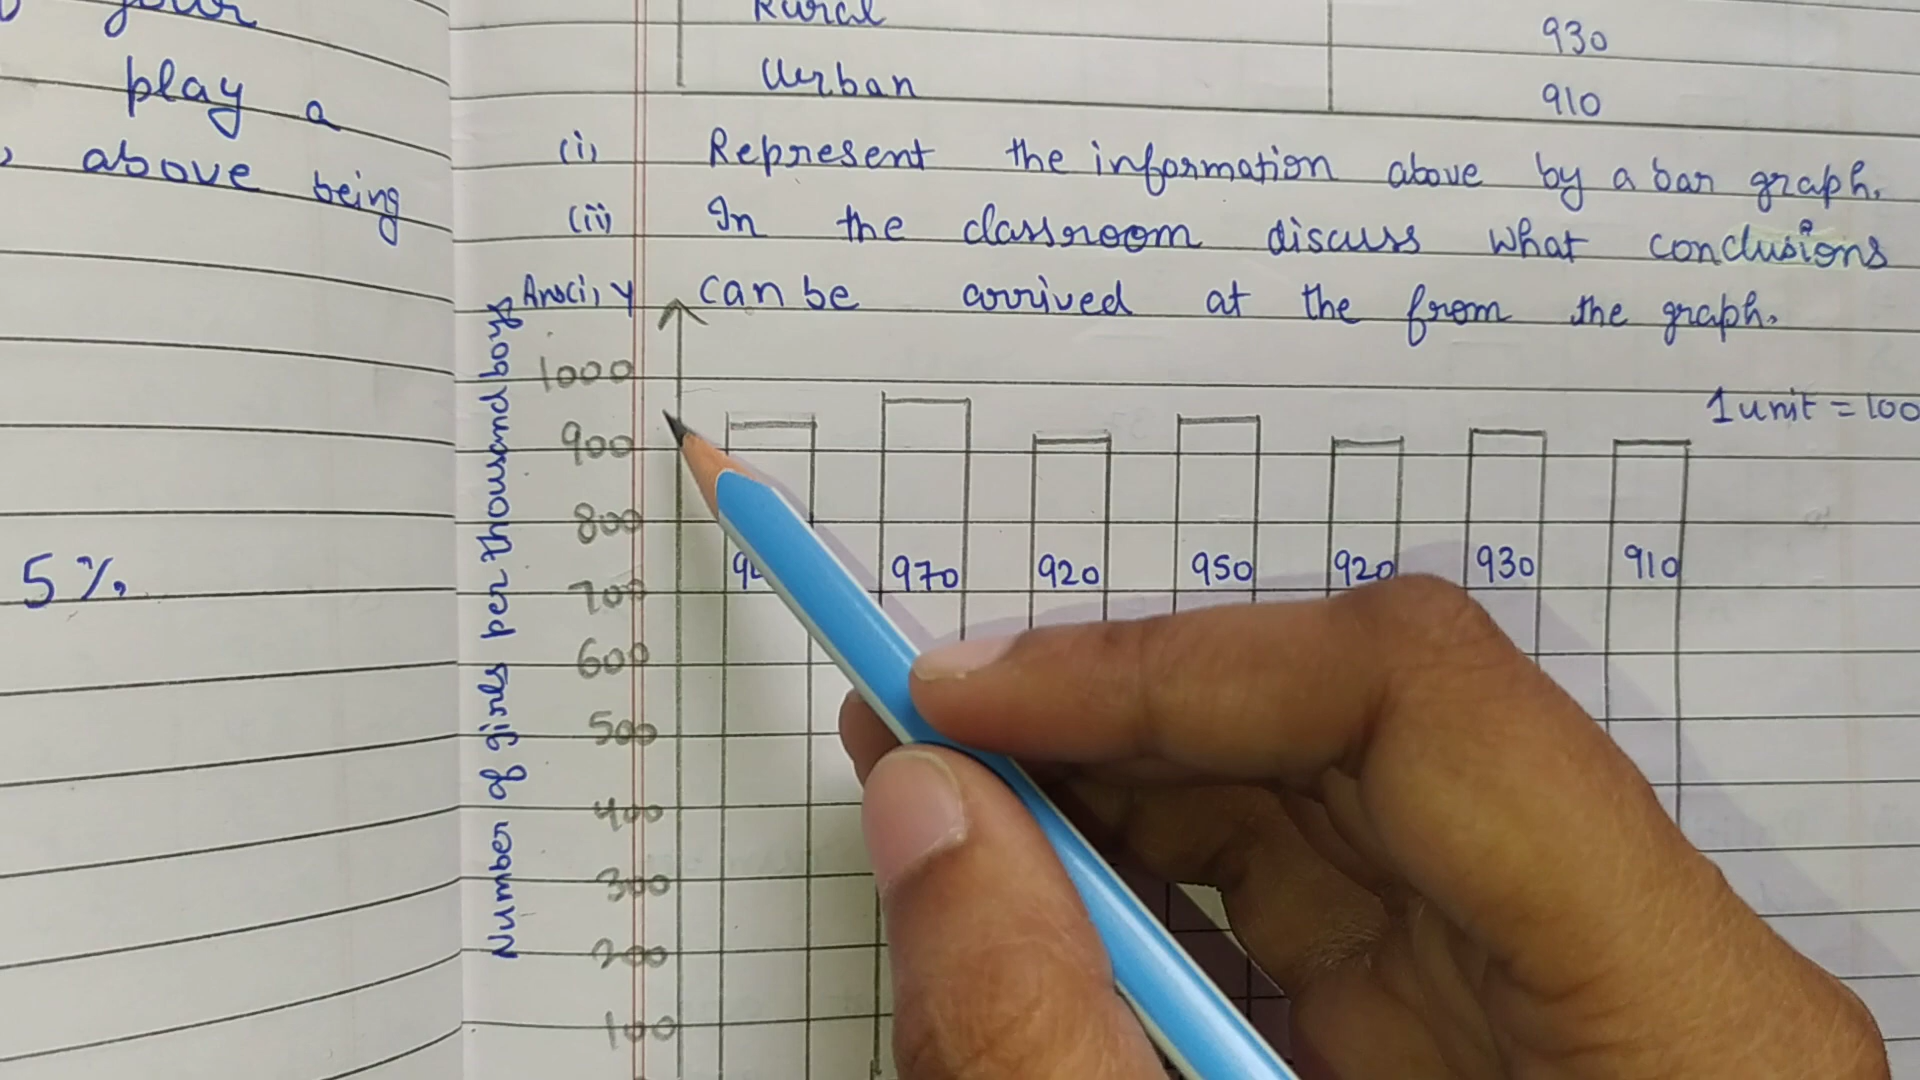 your
play a
above being
5%
Rural 930
Urban 910
(i) Represent the information above by a bar graph.
(ii) In the classroom discuss what conclusions
Ans(i) Y can be arrived at the from the graph.
1 unit = 100
Number of girls per thousand boys
1000
900
800
700
600
500
400
300
200
100
970 920 950 920 930 910